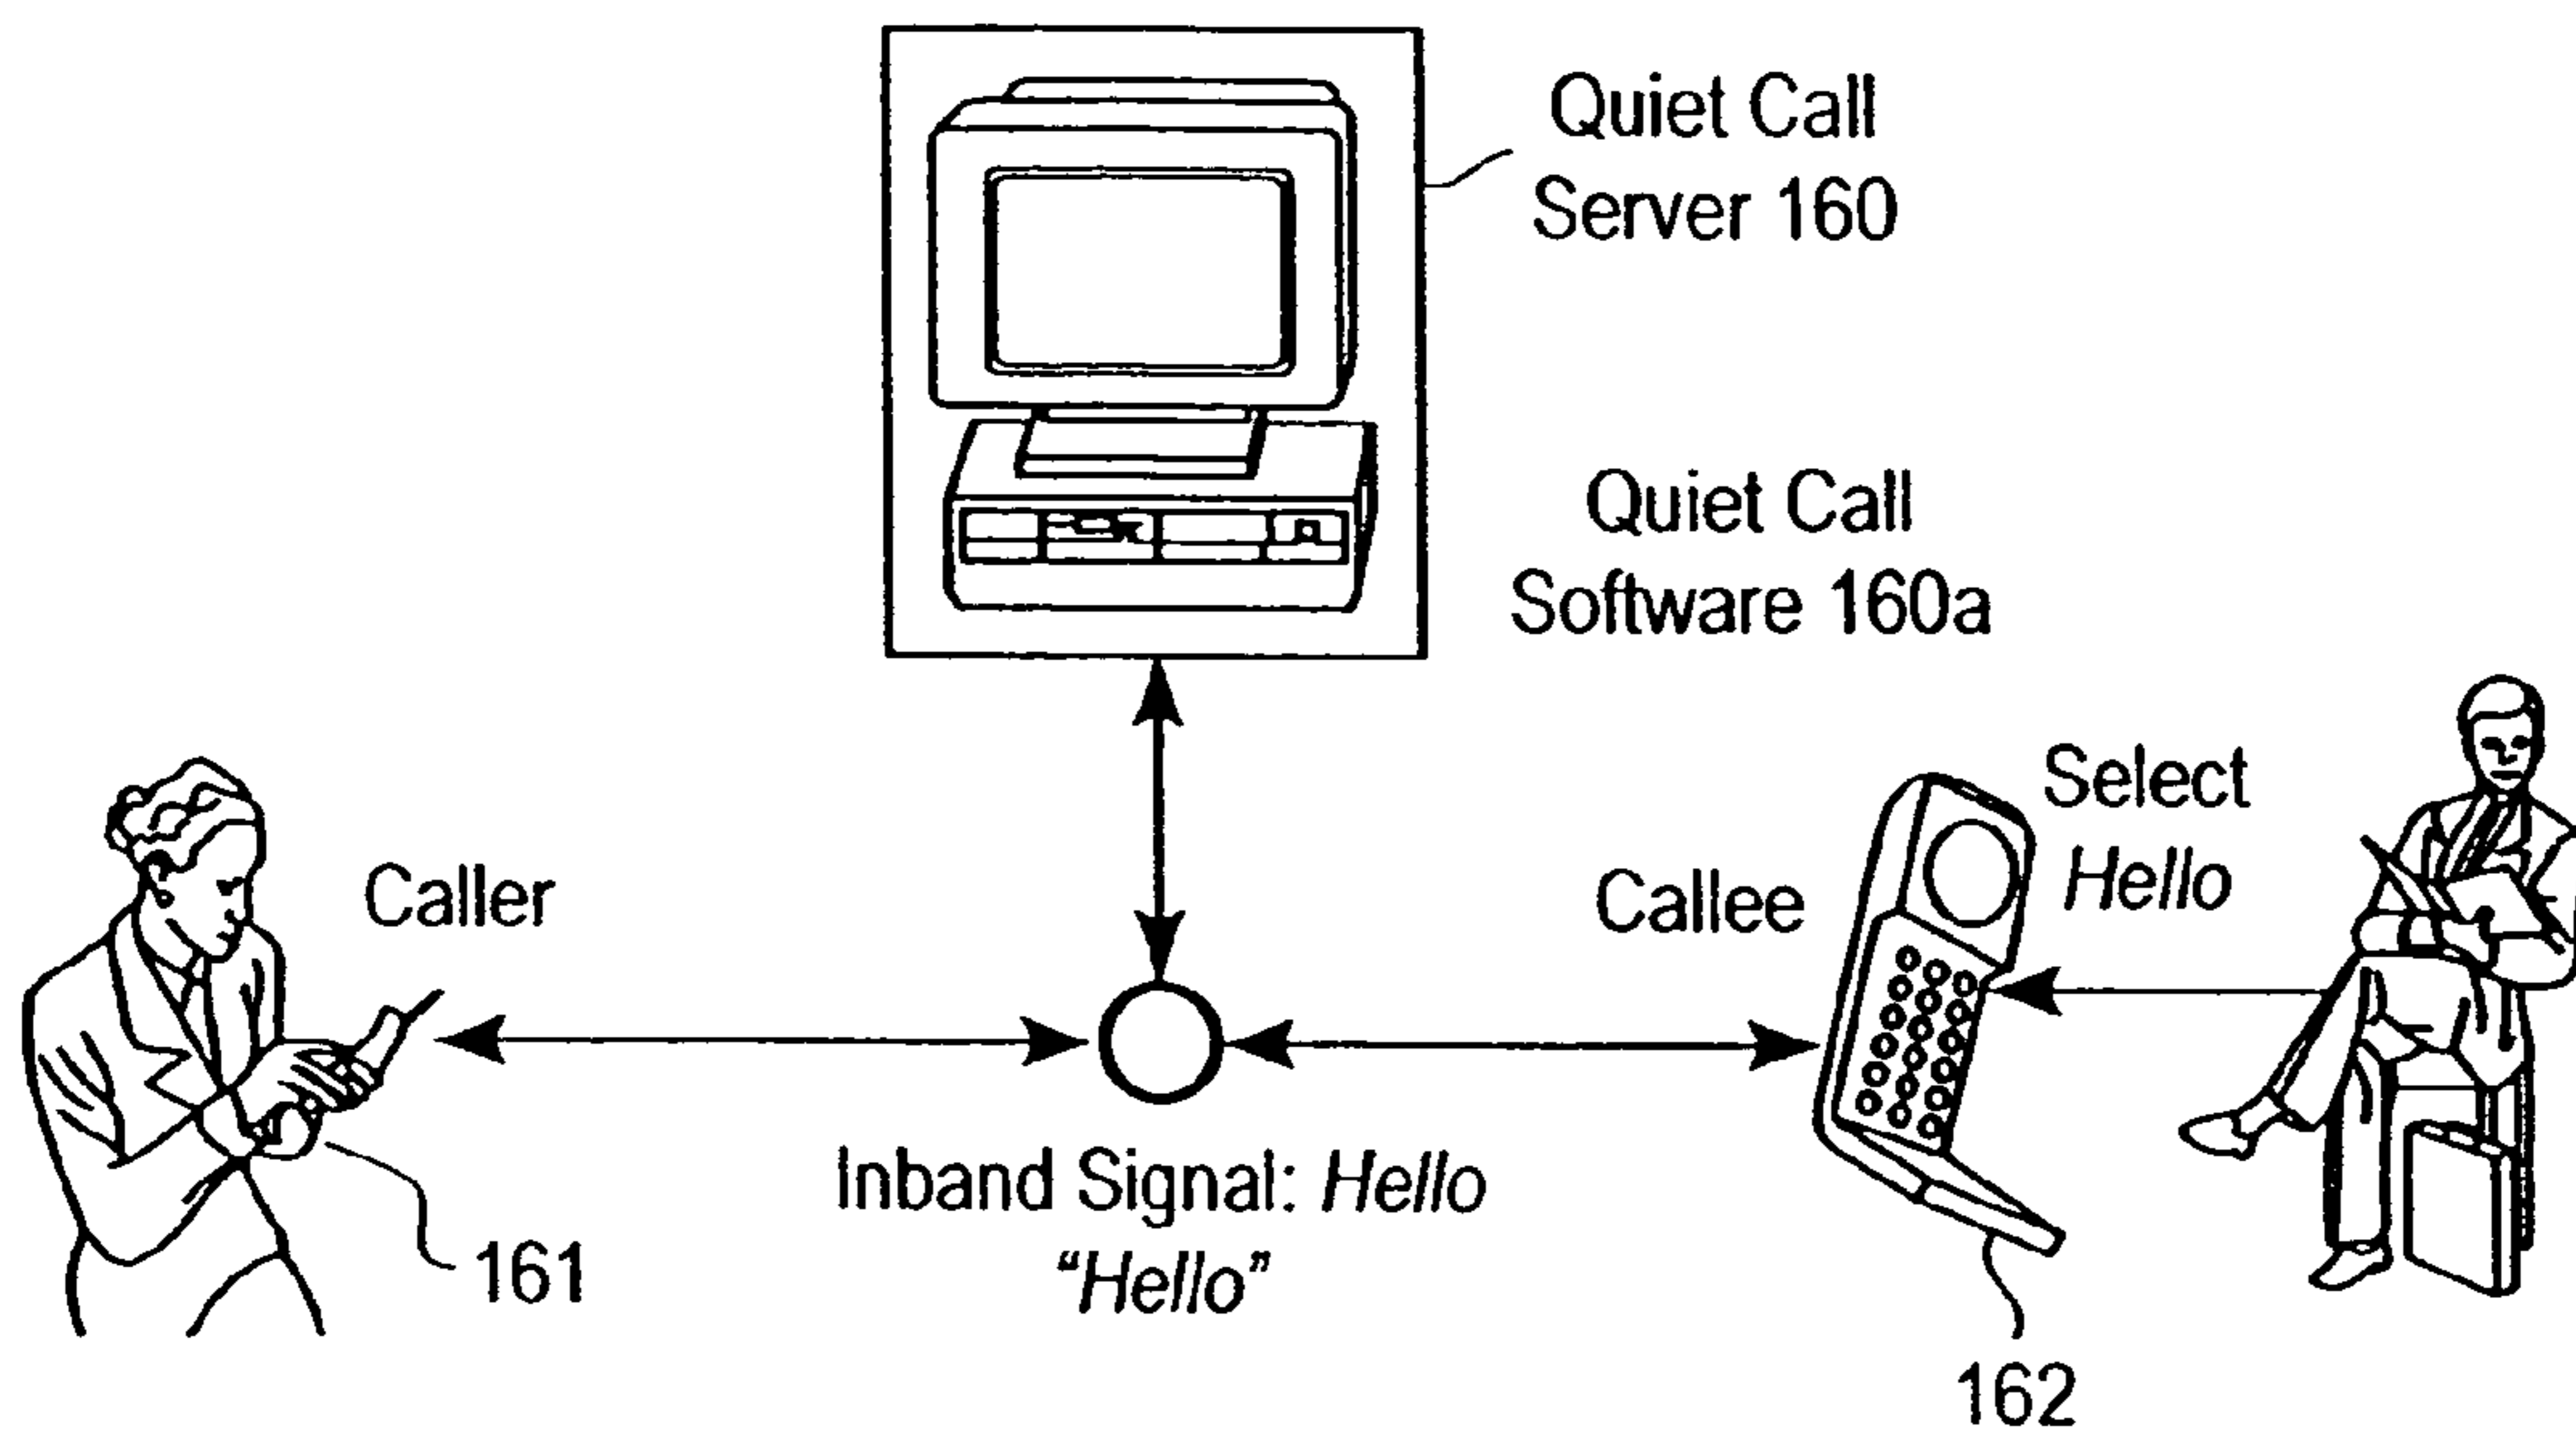 Quiet Call
Server 160
Quiet Call
Software 160a
Caller
Callee
Select
Hello
161
Inband Signal: Hello
“Hello”
162